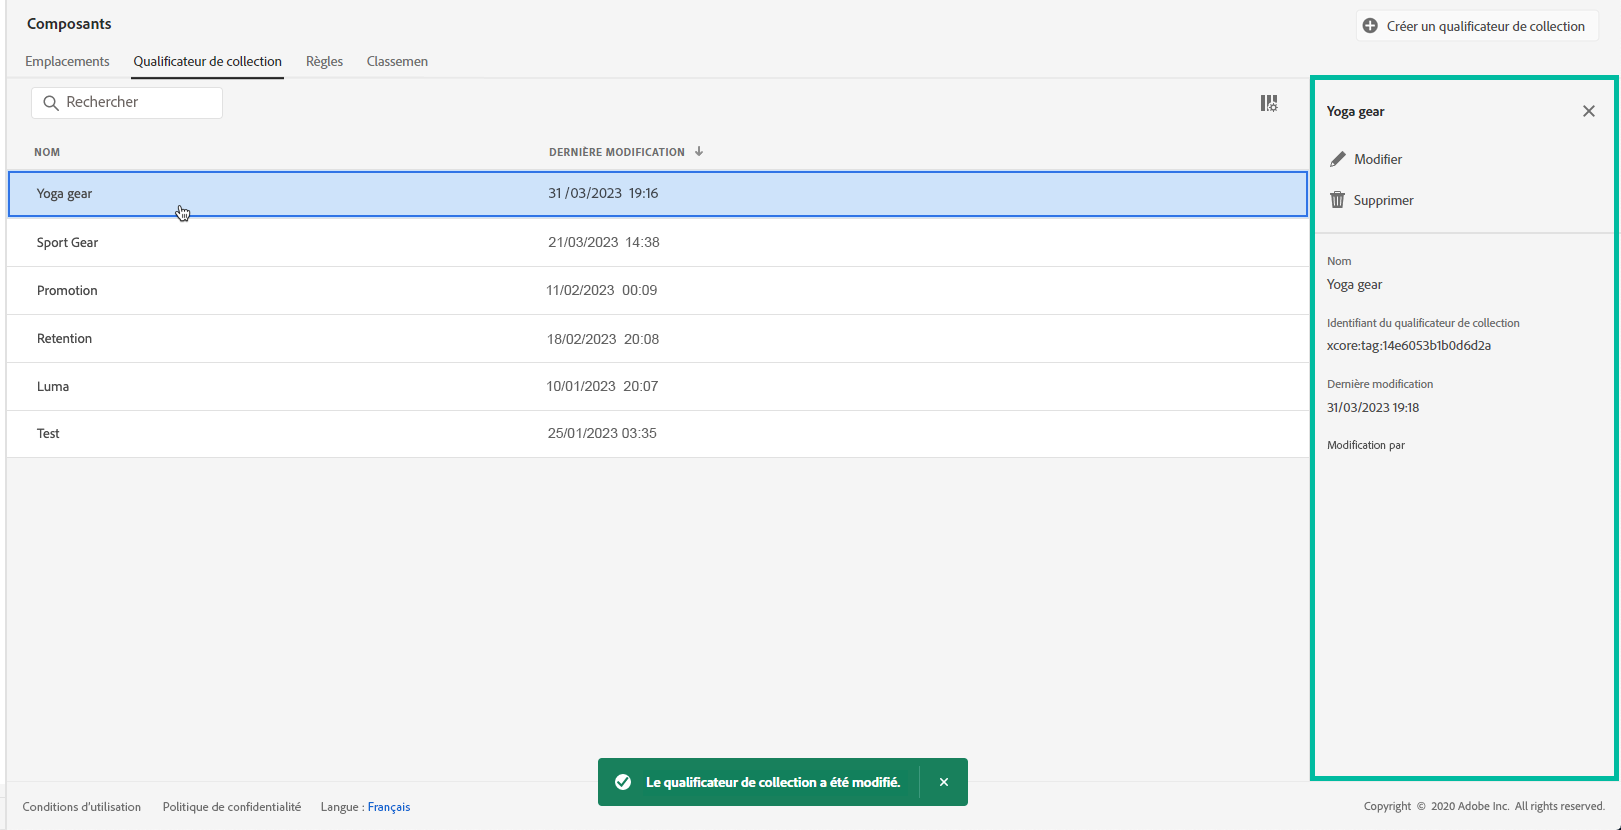 Composants
Créer un qualificateur de collection
Emplacements Qualificateur de collection Règles Classemen
Rechercher
NOM DERNIÈRE MODIFICATION
Yoga gear 31 /03/2023 19:16
Sport Gear 21/03/2023 14:38
Promotion 11/02/2023 00:09
Retention 18/02/2023 20:08
Luma 10/01/2023 20:07
Test 25/01/2023 03:35
Yoga gear
Modifier
Supprimer
Nom
Yoga gear
Identifiant du qualificateur de collection
xcore:tag:14e6053b1b0d6d2a
Dernière modification
31/03/2023 19:18
Modification par
Le qualificateur de collection a été modifié.
Conditions d'utilisation Politique de confidentialité Langue : Français
Copyright © 2020 Adobe Inc. All rights reserved.